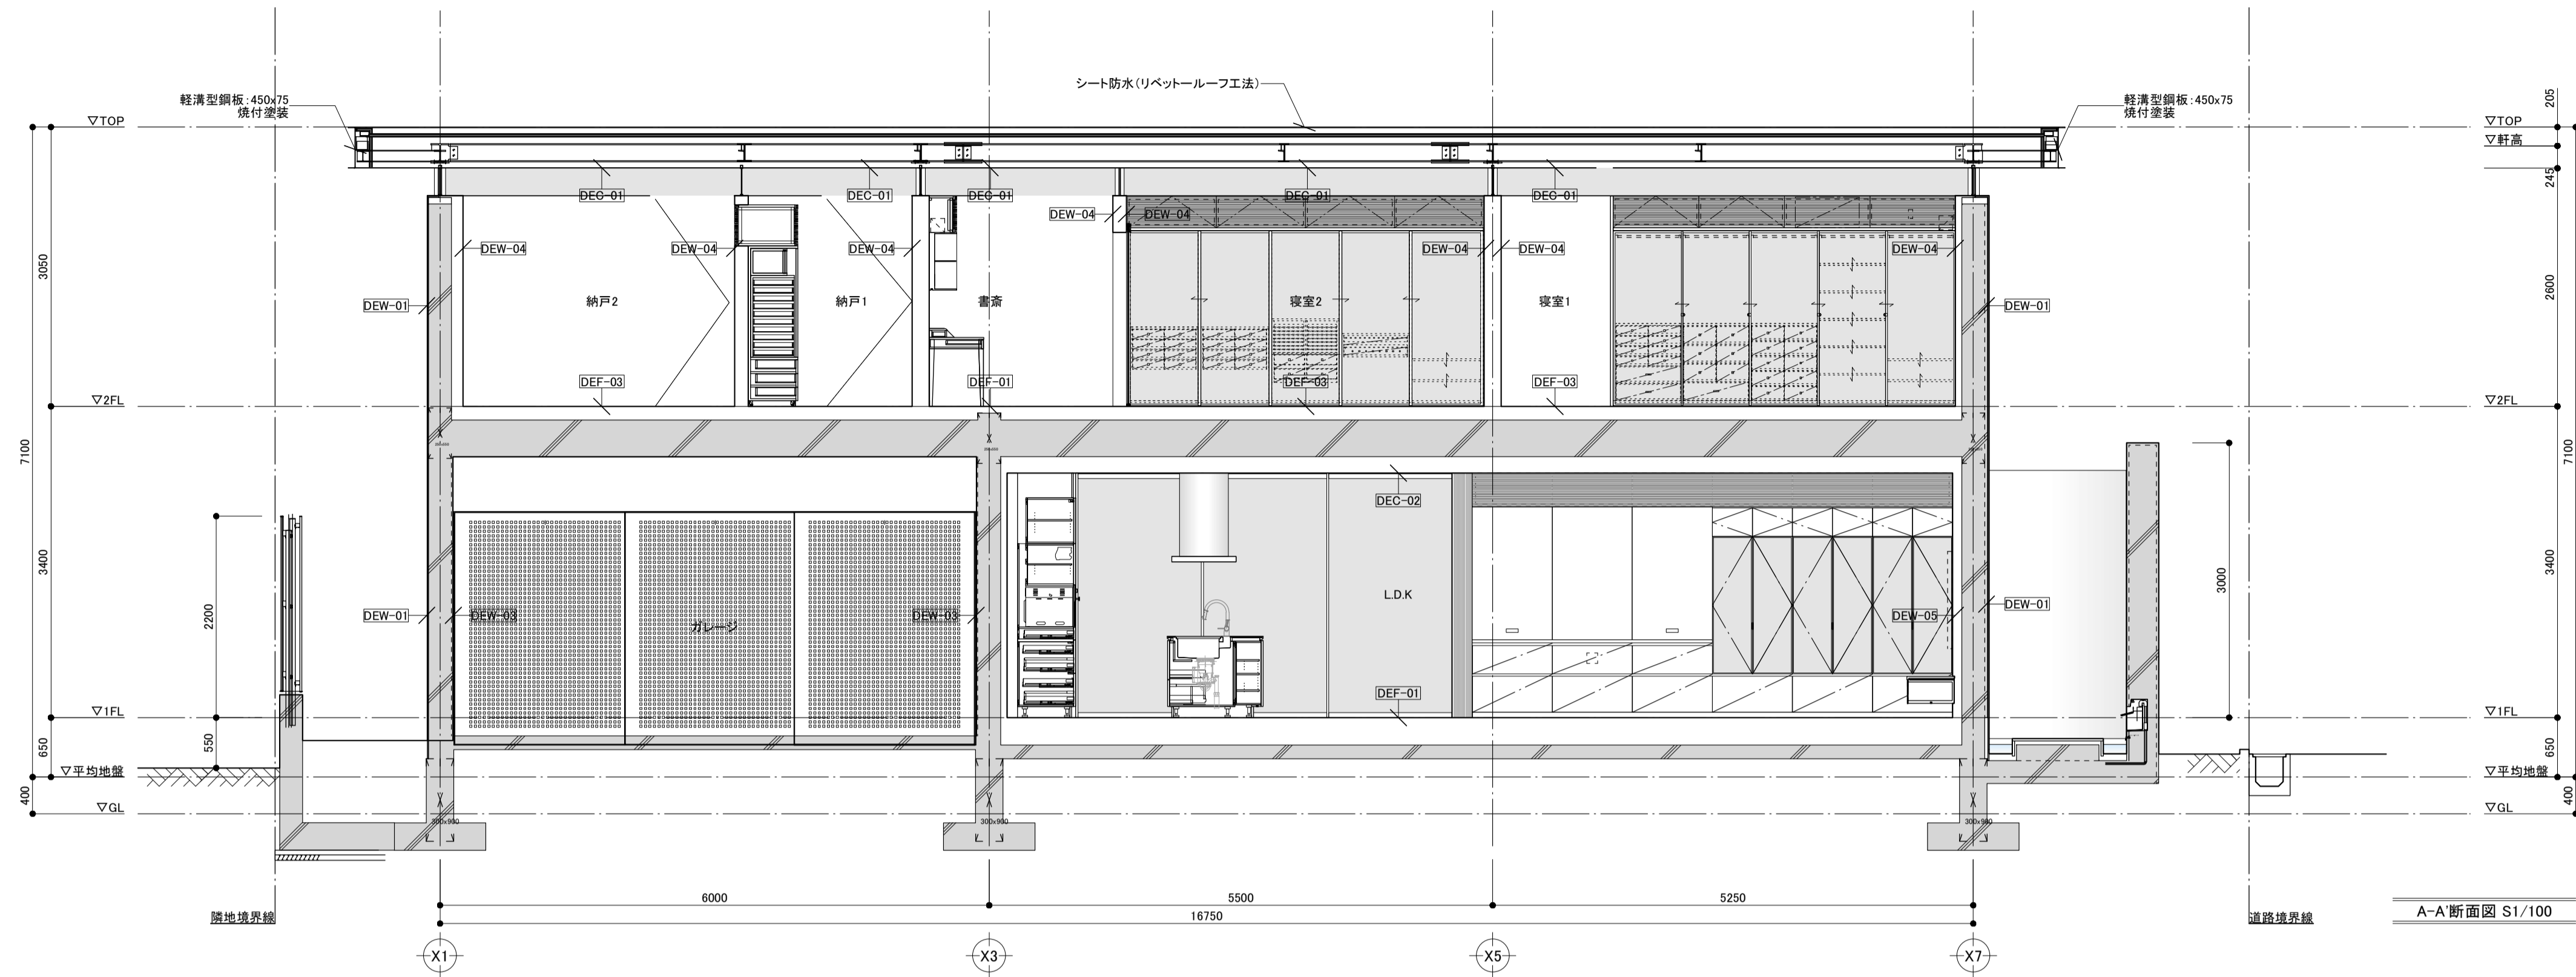 シート防水(リベットルーフ工法)
軽溝型鋼板:450x75
焼付塗装
軽溝型鋼板:450x75
焼付塗装
▽TOP
▽TOP
▽軒高
205
245
DEC-01
DEC-01
DEC-01
DEC-01
DEC-01
DEW-04
DEW-04
DEW-04
DEW-04
DEW-04
DEW-04
DEW-04
DEW-04
3050
2600
DEW-01
納戸2
納戸1
書斎
寝室2
寝室1
DEW-01
DEF-03
DEF-01
DEF-03
DEF-03
▽2FL
▽2FL
7100
3400
2200
7100
3400
3000
DEC-02
L.D.K
DEW-01
DEW-03
ガレージ
DEW-03
DEW-05
DEW-01
DEF-01
▽1FL
▽1FL
650
550
650
▽平均地盤
▽平均地盤
400
400
▽GL
▽GL
300x900
300x900
300x900
6000
5500
5250
16750
隣地境界線
道路境界線
A-A'断面図 S1/100
X1
X3
X5
X7